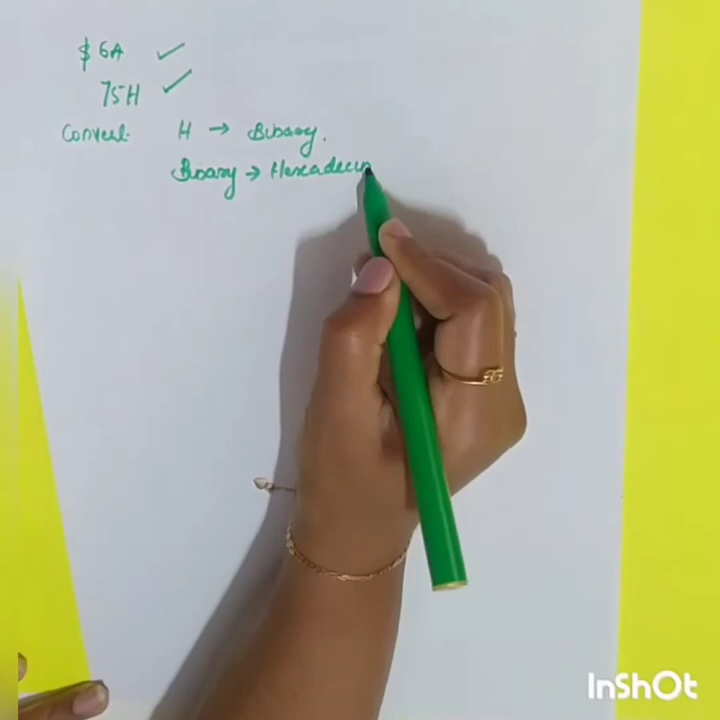 $ 6A ✓
75H ✓
Convert H → Binary.
Binary → Hexadecim
InShOt